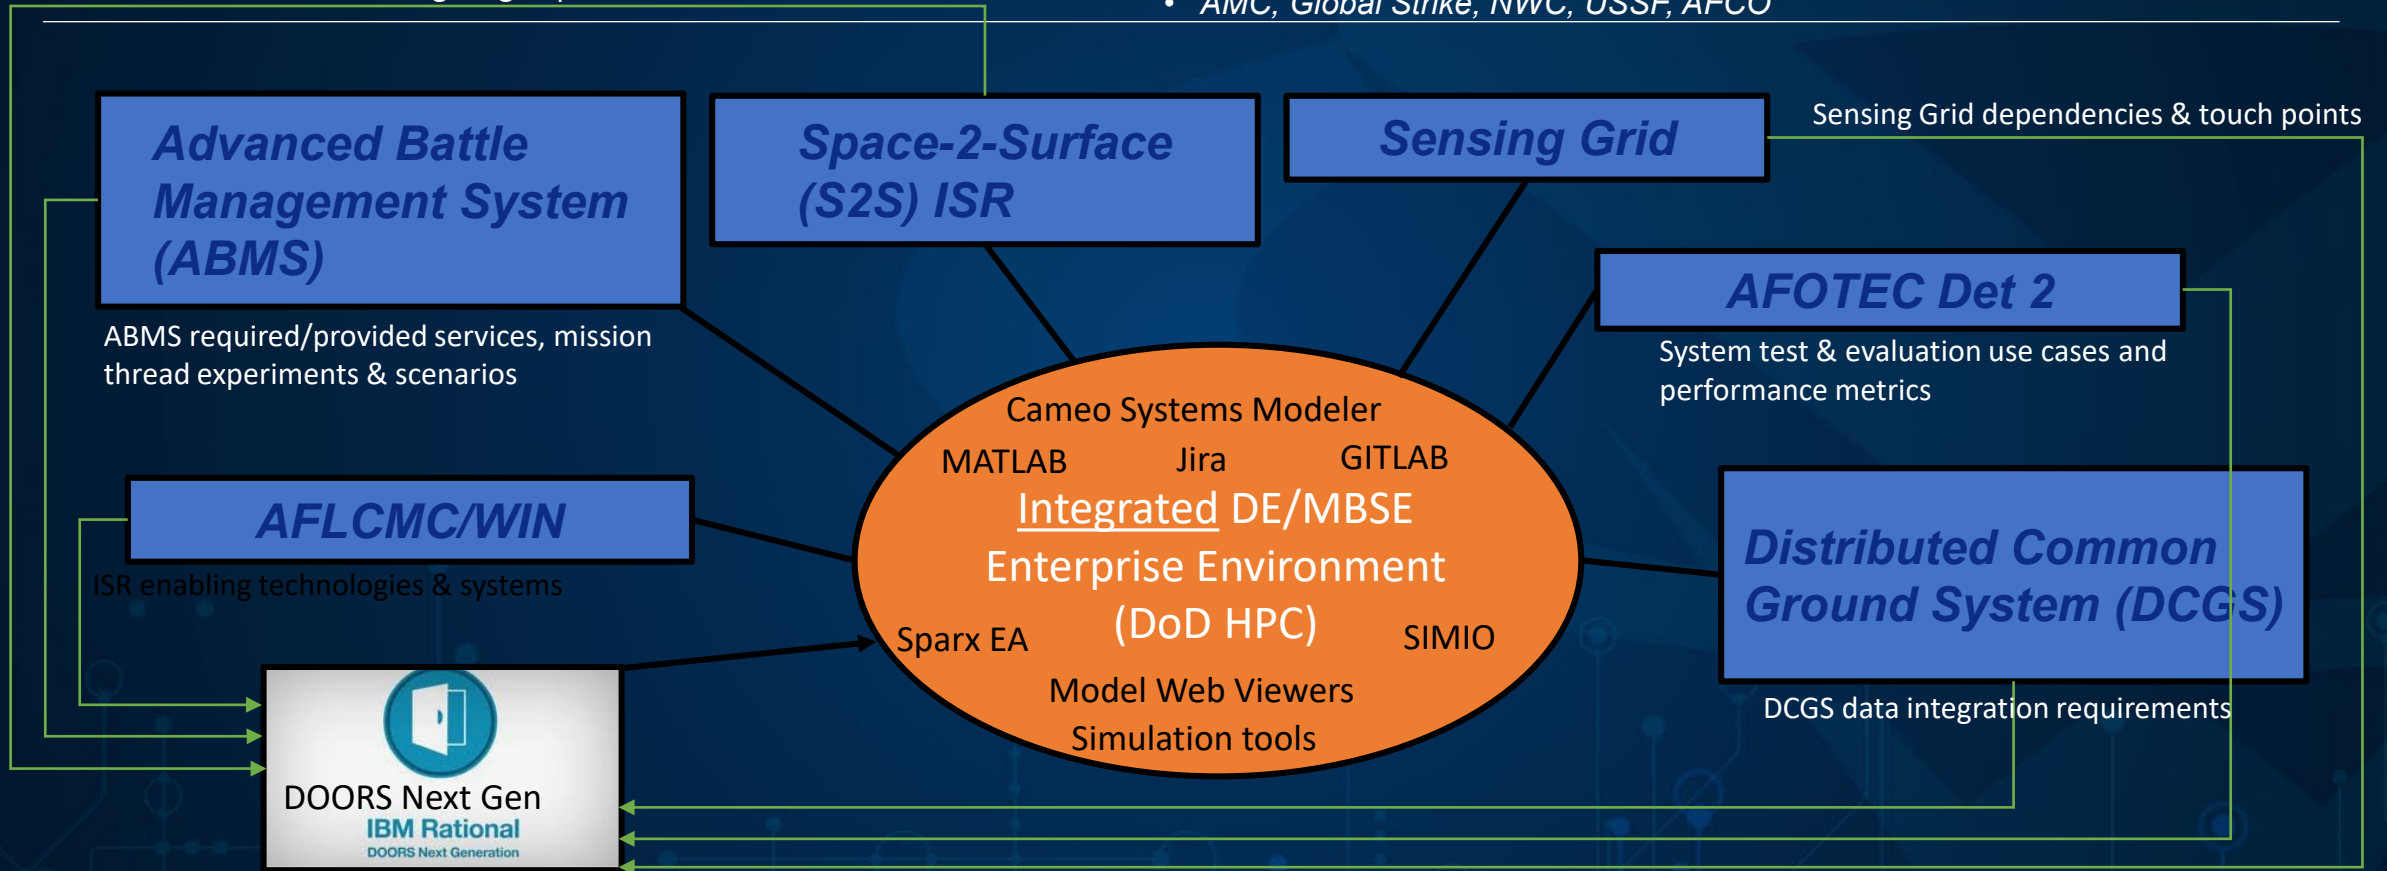 • AMC, Global Strike, NWC, USSF, AFCO
Advanced Battle
Management System
(ABMS)
ABMS required/provided services, mission
thread experiments & scenarios
Space-2-Surface
(S2S) ISR
Sensing Grid
Sensing Grid dependencies & touch points
AFOTEC Det 2
System test & evaluation use cases and
performance metrics
AFLCMC/WIN
ISR enabling technologies & systems
Cameo Systems Modeler
MATLAB Jira GITLAB
Integrated DE/MBSE
Enterprise Environment
(DoD HPC)
Sparx EA SIMIO
Model Web Viewers
Simulation tools
Distributed Common
Ground System (DCGS)
DCGS data integration requirements
DOORS Next Gen
IBM Rational
DOORS Next Generation